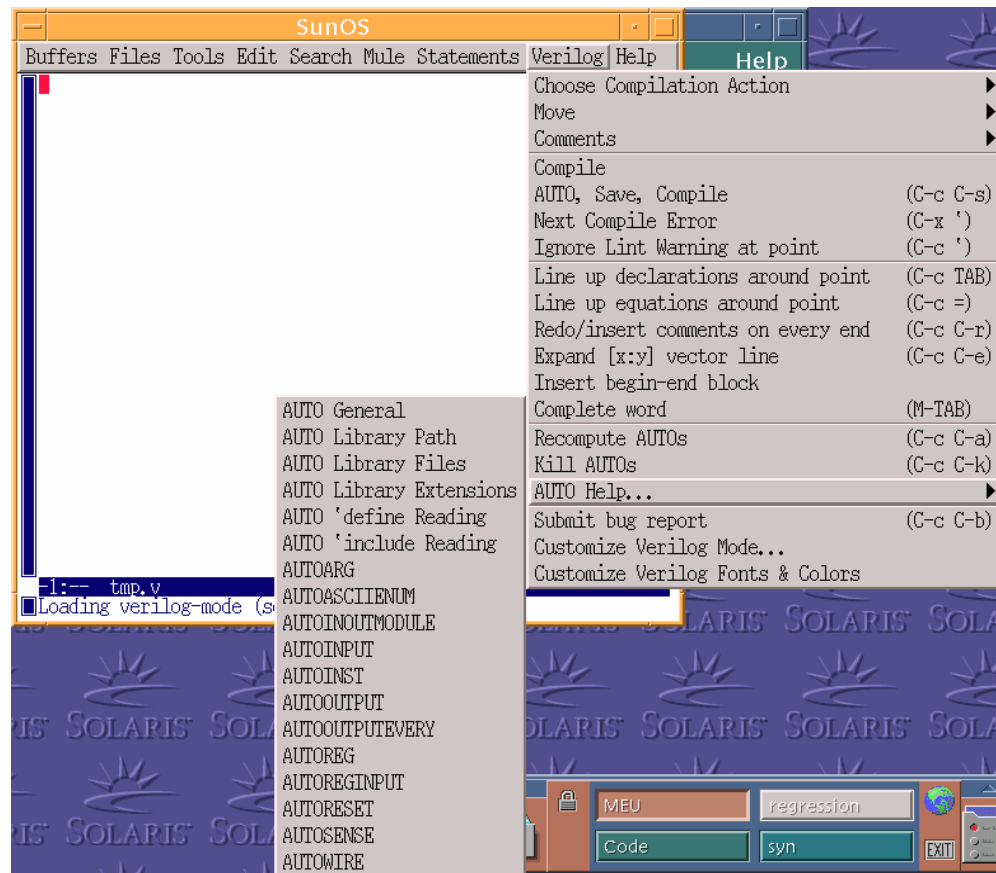 SunOS
Buffers Files Tools Edit Search Mule Statements Verilog Help
Help
Choose Compilation Action
Move
Comments
Compile
AUTO, Save, Compile (C-c C-s)
Next Compile Error (C-x `)
Ignore Lint Warning at point (C-c `)
Line up declarations around point (C-c TAB)
Line up equations around point (C-c =)
Redo/insert comments on every end (C-c C-r)
Expand [x:y] vector line (C-c C-e)
Insert begin-end block
Complete word (M-TAB)
Recompute AUTOs (C-c C-a)
Kill AUTOs (C-c C-k)
AUTO Help...
Submit bug report (C-c C-b)
Customize Verilog Mode...
Customize Verilog Fonts & Colors
AUTO General
AUTO Library Path
AUTO Library Files
AUTO Library Extensions
AUTO `define Reading
AUTO `include Reading
AUTOARG
AUTOASCIIENUM
AUTOINOUTMODULE
AUTOINPUT
AUTOINST
AUTOOUTPUT
AUTOOUTPUTEVERY
AUTOREG
AUTOREGINPUT
AUTORESET
AUTOSENSE
AUTOWIRE
-1:-- tmp.v
Loading verilog-mode (s
SOLARIS SOLARIS
SOLARIS SOLARIS SOLARIS
SOLARIS
MEU regression
Code syn
EXIT